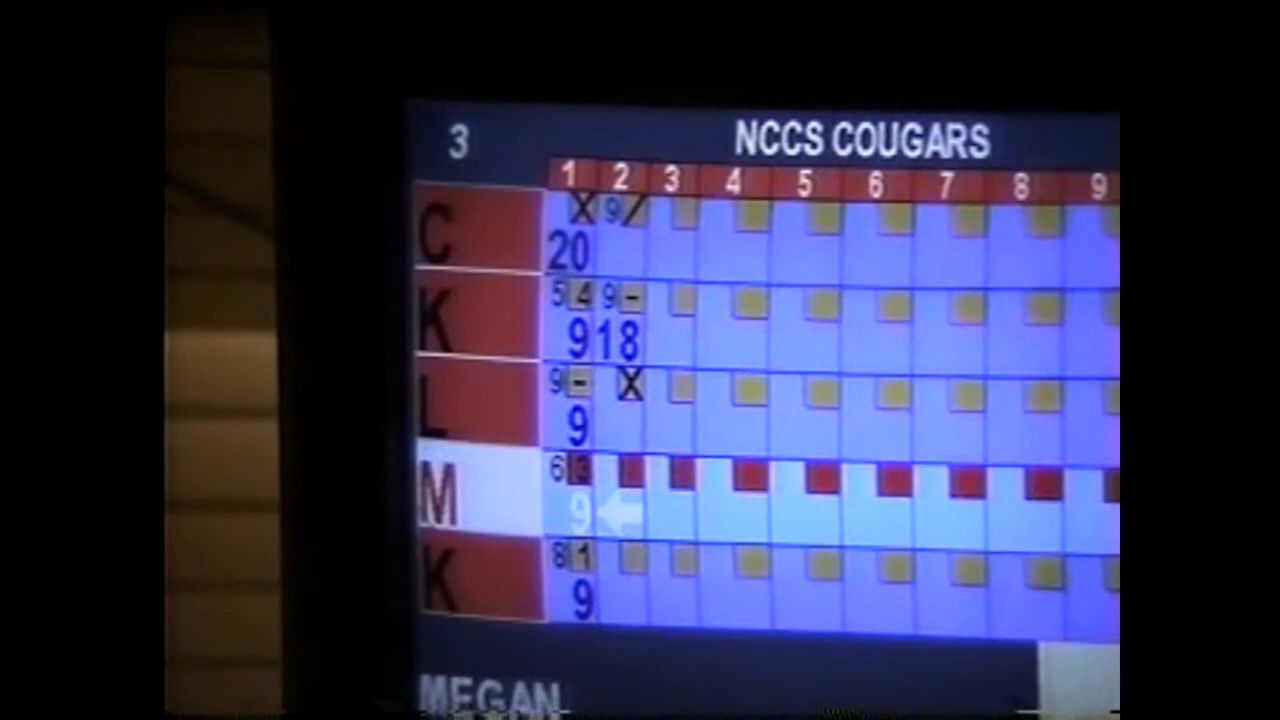 3 NCCS COUGARS
1 2 3 4 5 6 7 8 9
C X 9 /
20
K 5 4 9 -
9 18
L 9 - X
9
M 6 3
9
K 8 1
9
MEGAN